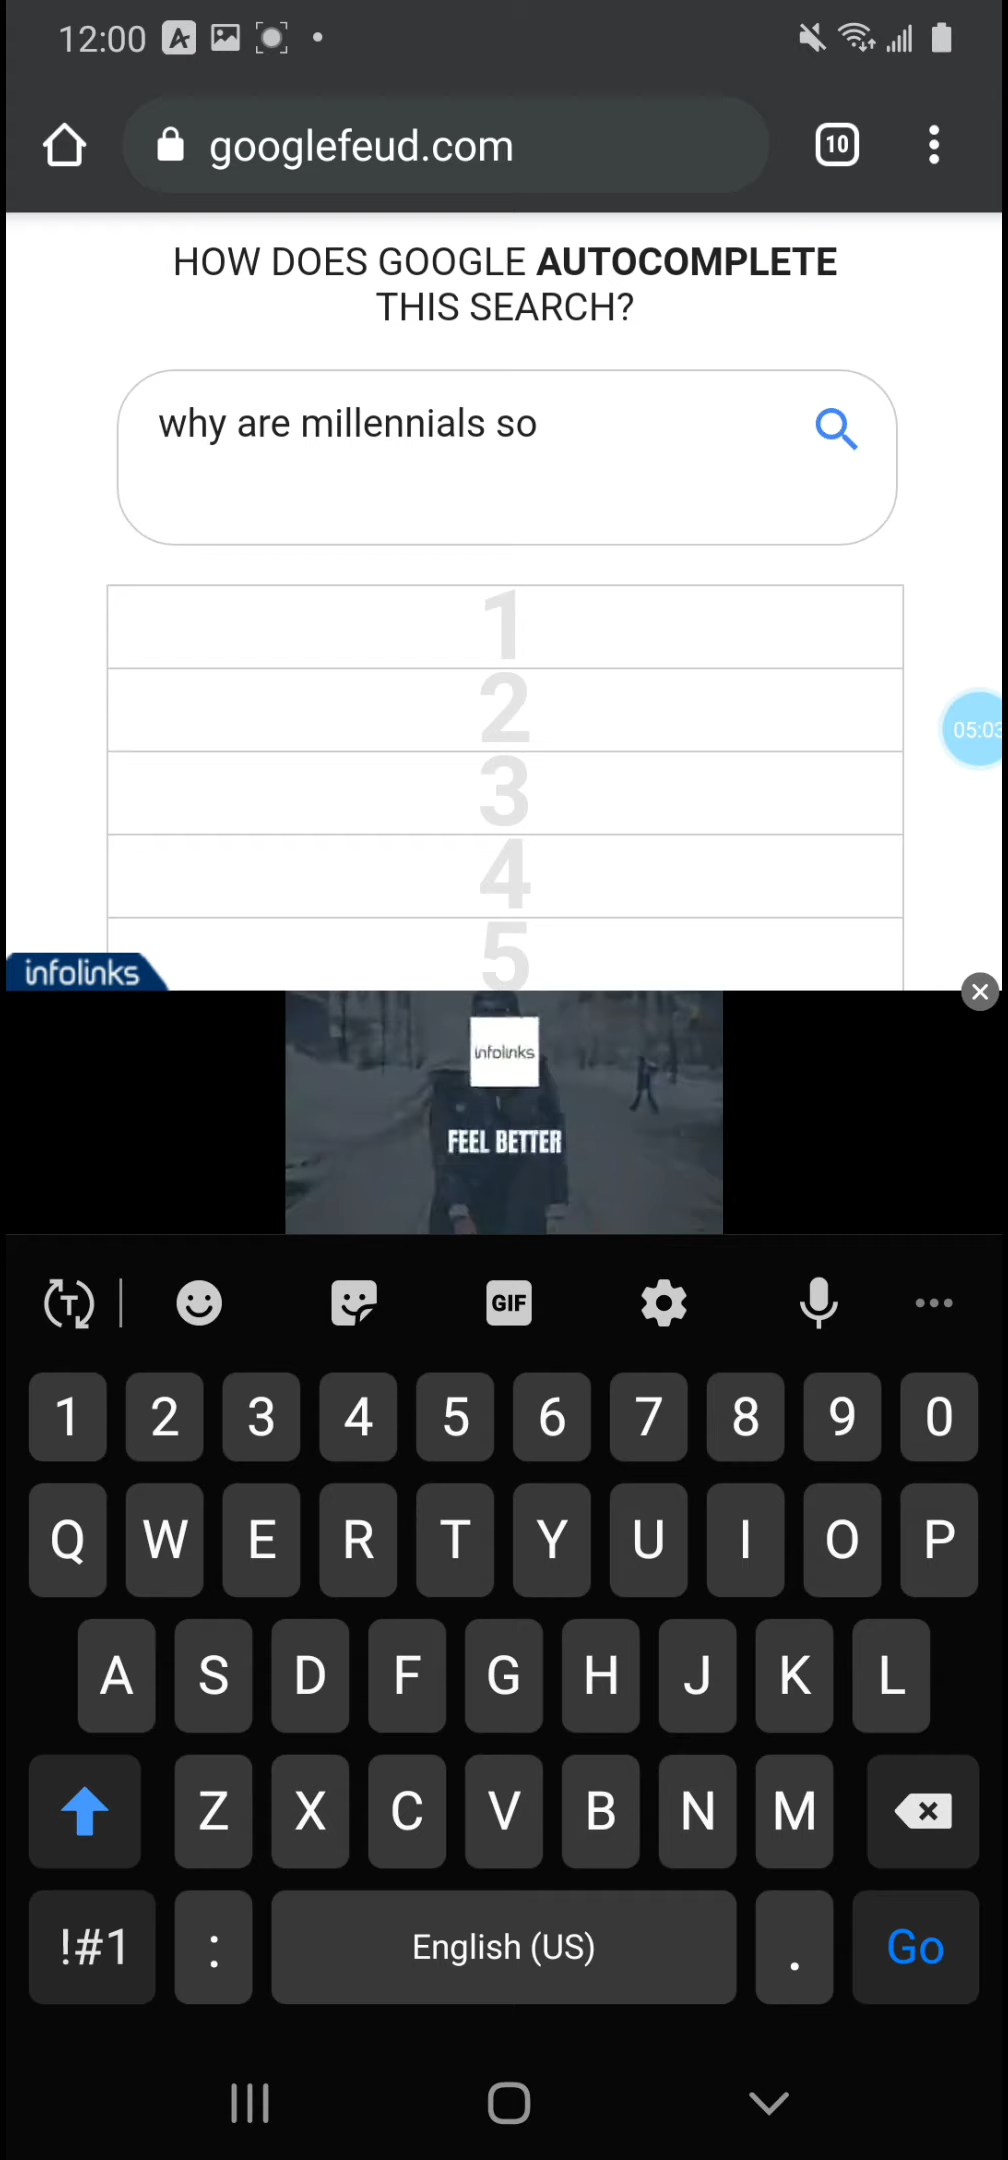 12:00
googlefeud.com
10
HOW DOES GOOGLE AUTOCOMPLETE
THIS SEARCH?
why are millennials so
1
2
3
4
5
05:03
infolinks
infolinks
FEEL BETTER
T
GIF
1 2 3 4 5 6 7 8 9 0
Q W E R T Y U I O P
A S D F G H J K L
Z X C V B N M
!#1 : English (US) . Go